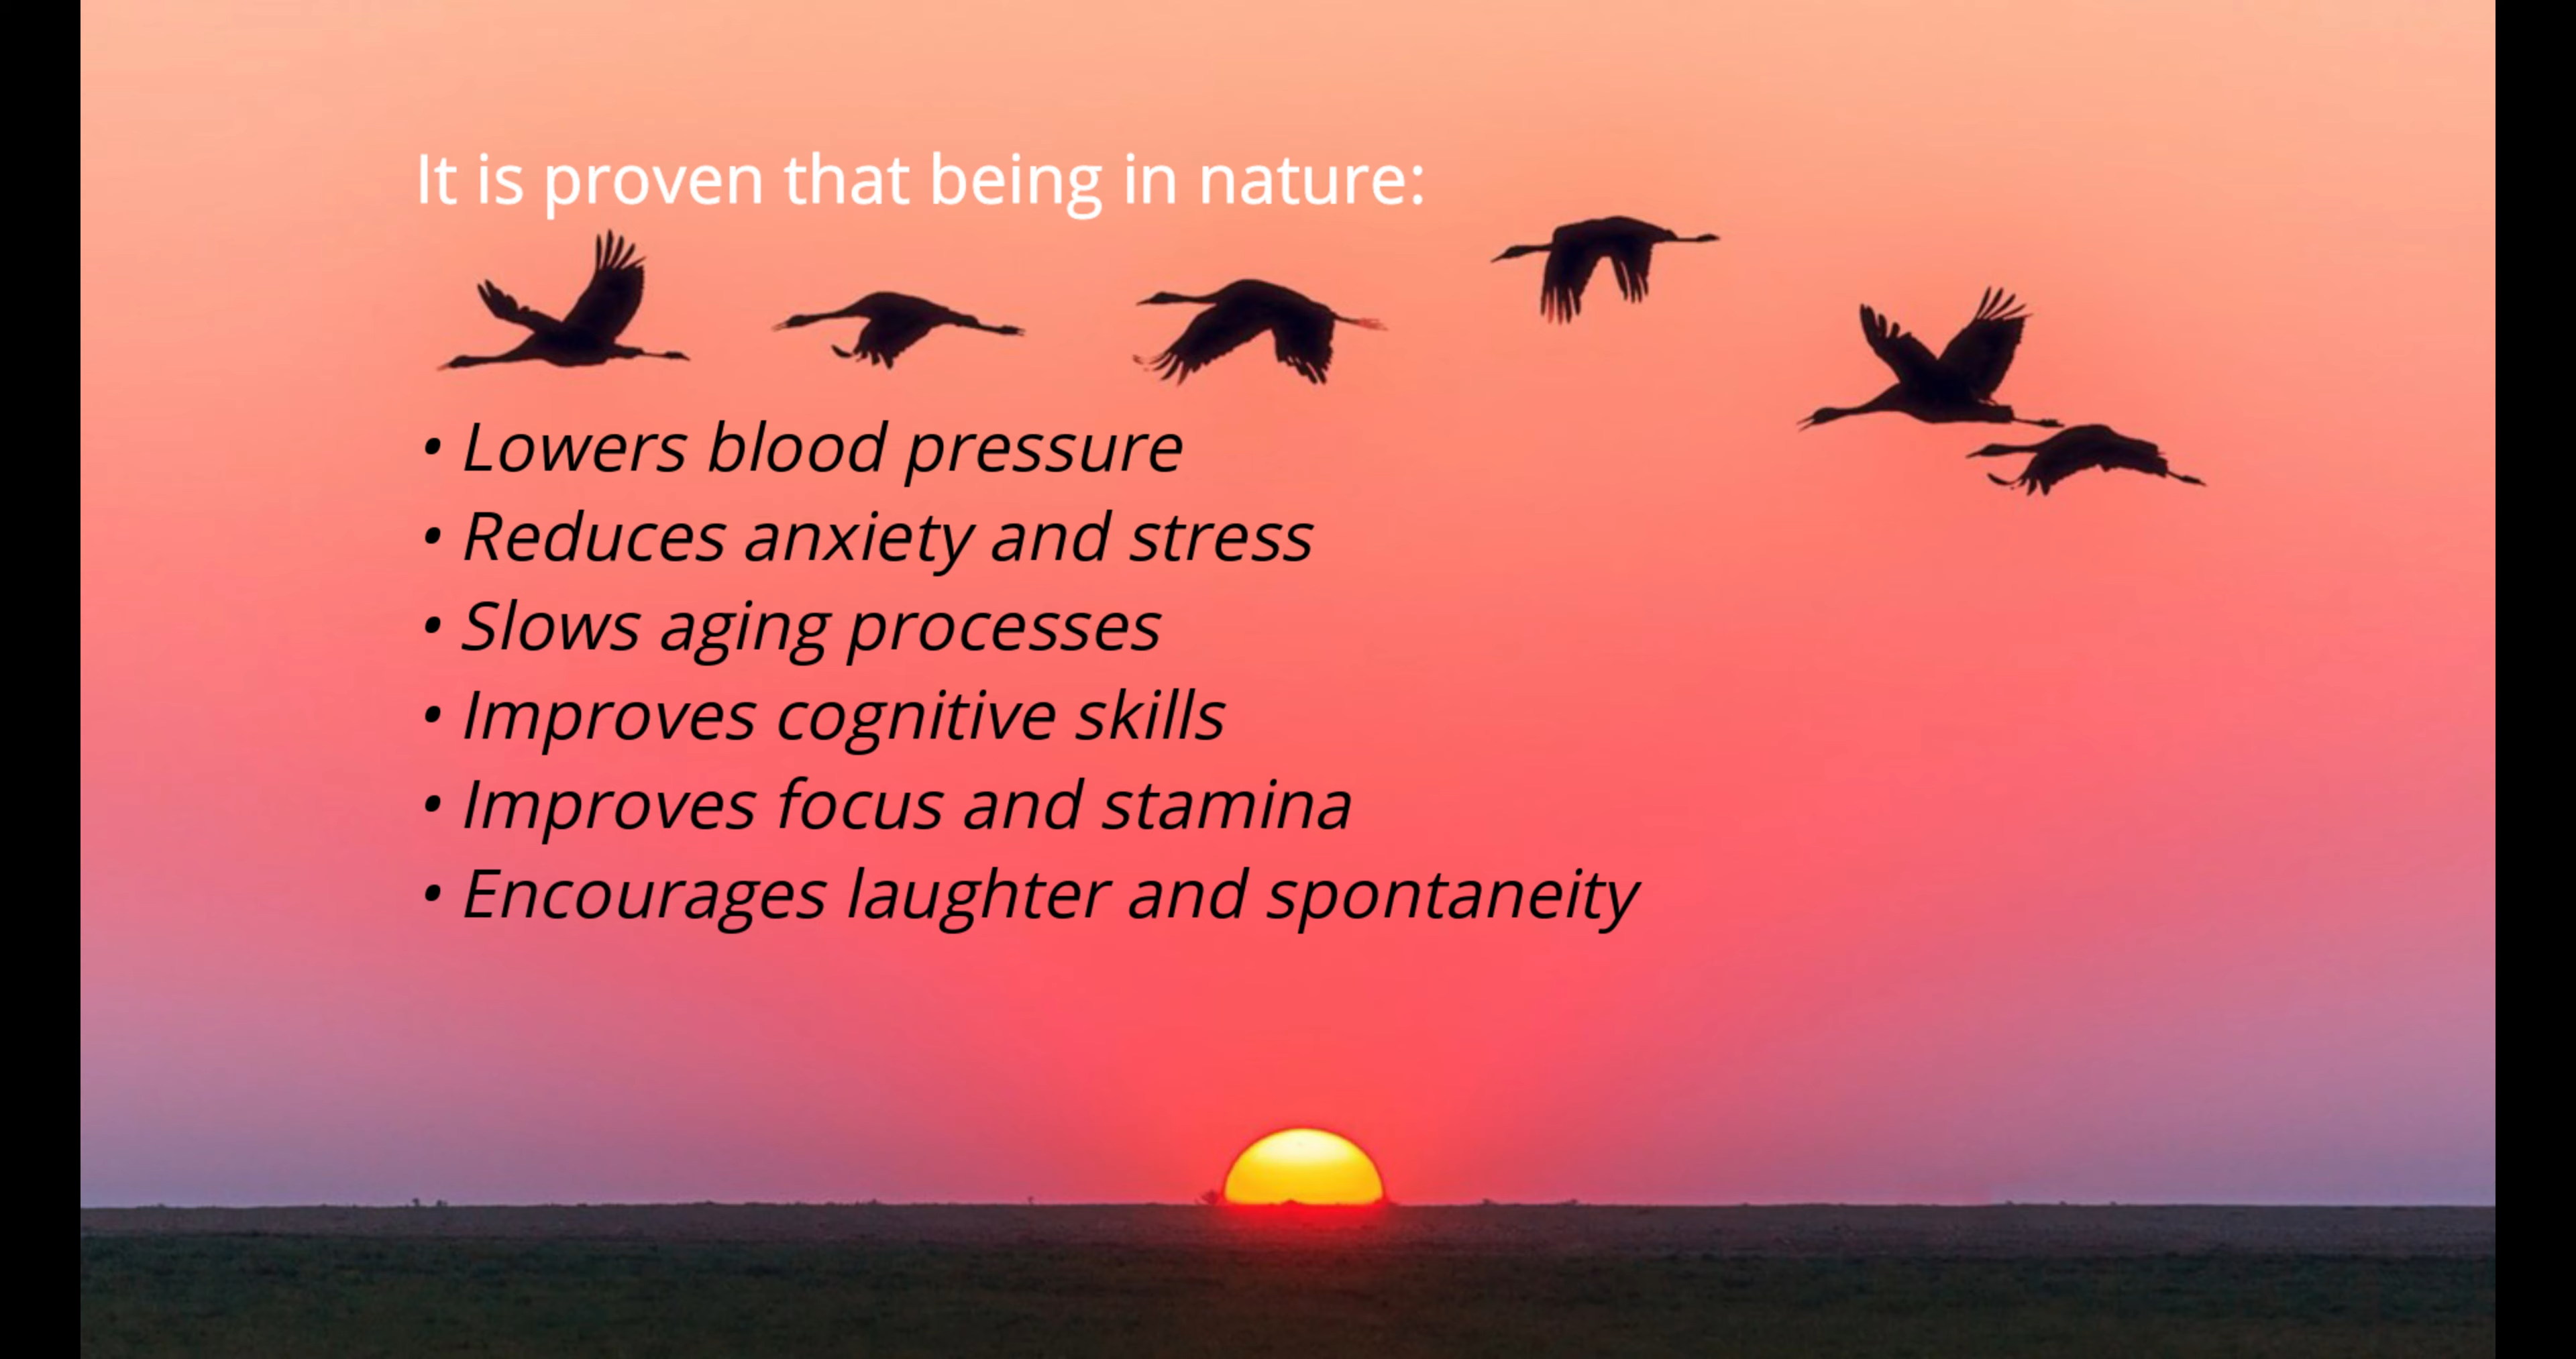 It is proven that being in nature:
• Lowers blood pressure
• Reduces anxiety and stress
• Slows aging processes
• Improves cognitive skills
• Improves focus and stamina
• Encourages laughter and spontaneity